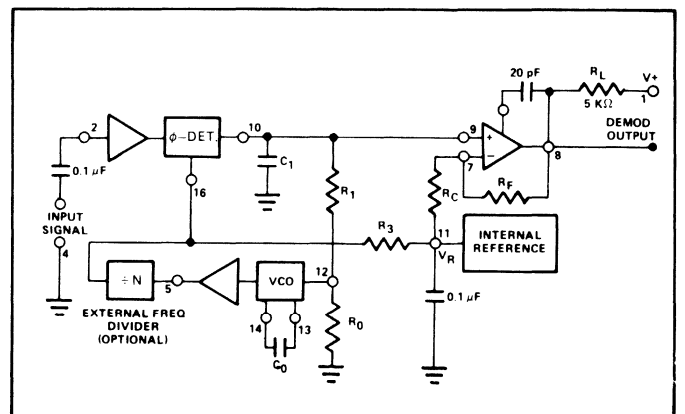 20 pF
R_L
V+
5 KΩ
1
DEMOD
OUTPUT
2
φ-DET.
10
9
+
8
−
7
0.1 μF
C_1
16
R_C
R_F
R_1
INPUT
SIGNAL
4
R_3
11
INTERNAL
REFERENCE
V_R
÷ N
5
VCO
12
EXTERNAL FREQ
DIVIDER
(OPTIONAL)
14
13
R_0
C_0
0.1 μF